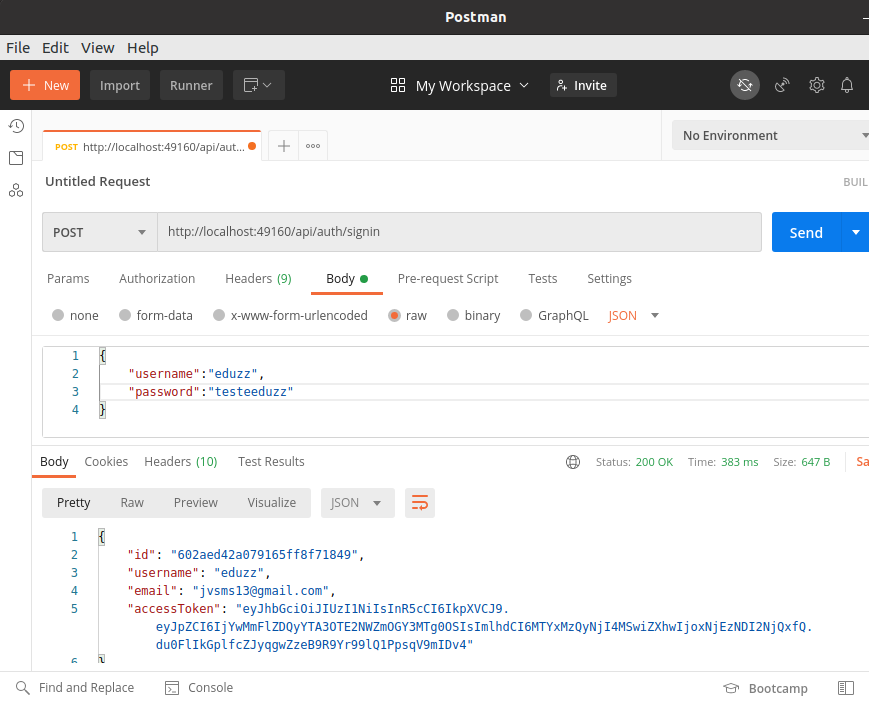 Postman
File Edit View Help
New Import Runner My Workspace Invite
POST http://localhost:49160/api/aut... No Environment
Untitled Request BUIL
POST http://localhost:49160/api/auth/signin Send
Params Authorization Headers (9) Body Pre-request Script Tests Settings
none form-data x-www-form-urlencoded raw binary GraphQL JSON
1 {
2 "username":"eduzz",
3 "password":"testeeduzz"
4 }
Body Cookies Headers (10) Test Results Status: 200 OK Time: 383 ms Size: 647 B Sa
Pretty Raw Preview Visualize JSON
1 {
2 "id": "602aed42a079165ff8f71849",
3 "username": "eduzz",
4 "email": "jvsms13@gmail.com",
5 "accessToken": "eyJhbGciOiJIUzI1NiIsInR5cCI6IkpXVCJ9.
eyJpZCI6IjYwMmFlZDQyYTA3OTE2NWZmOGY3MTg0OSIsImlhdCI6MTYxMzQyNjI4MSwiZXhwIjoxNjEzNDI2NjQxfQ.
du0FlIkGplfcZJyqgwZzeB9R9Yr99lQ1PpsqV9mIDv4"
6 }
Find and Replace Console Bootcamp